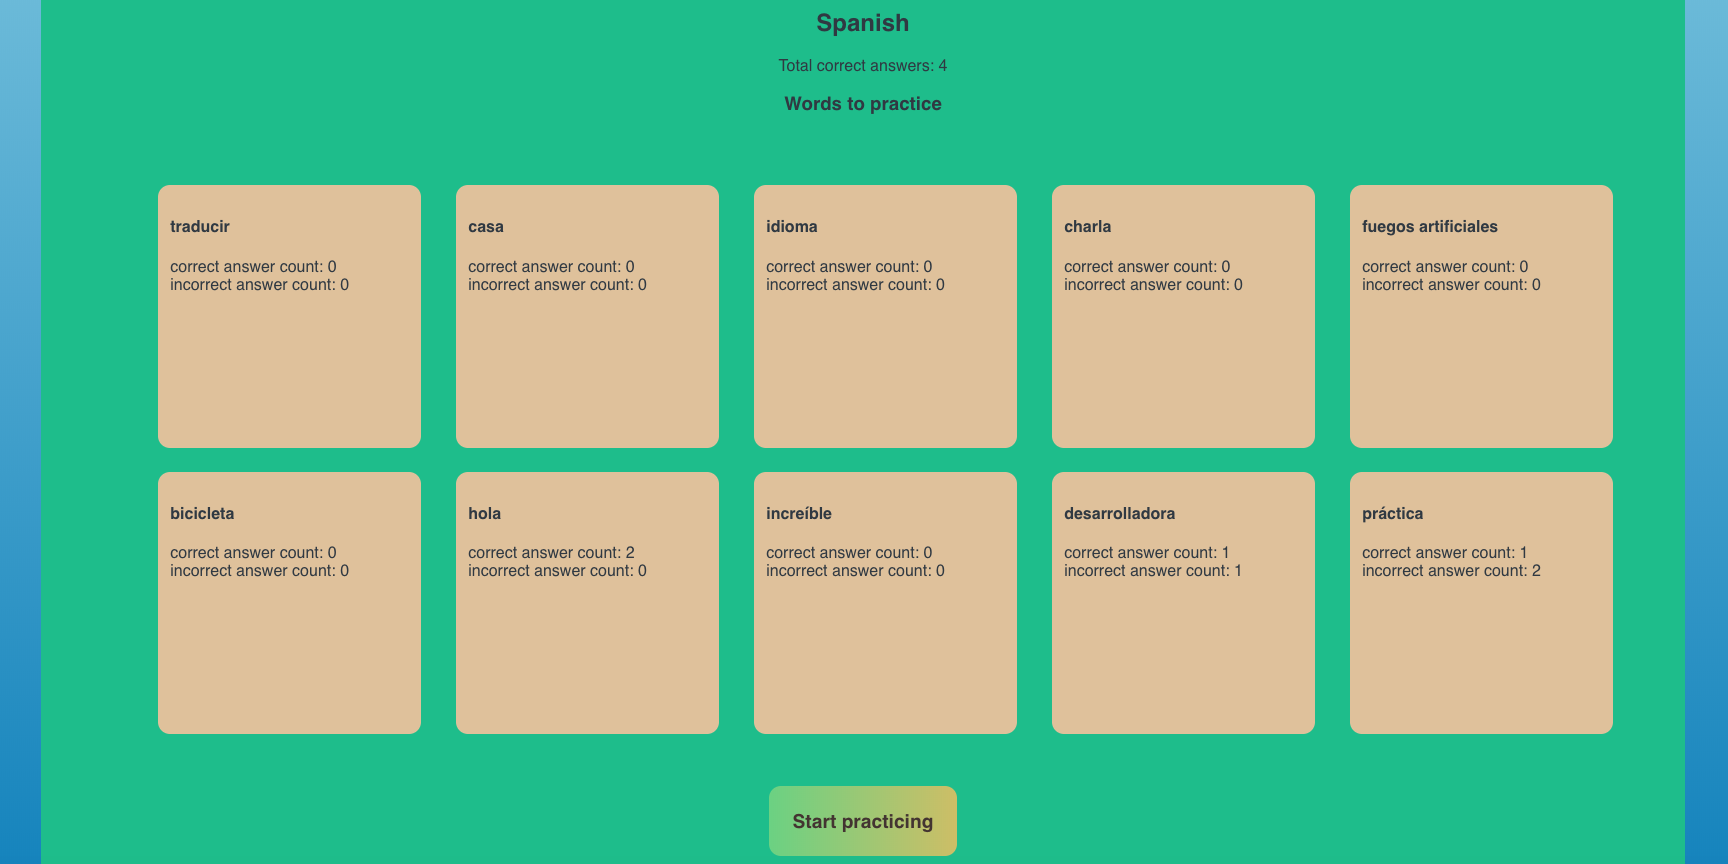 Spanish
Total correct answers: 4
Words to practice
traducir
correct answer count: 0
incorrect answer count: 0
casa
correct answer count: 0
incorrect answer count: 0
idioma
correct answer count: 0
incorrect answer count: 0
charla
correct answer count: 0
incorrect answer count: 0
fuegos artificiales
correct answer count: 0
incorrect answer count: 0
bicicleta
correct answer count: 0
incorrect answer count: 0
hola
correct answer count: 2
incorrect answer count: 0
increíble
correct answer count: 0
incorrect answer count: 0
desarrolladora
correct answer count: 1
incorrect answer count: 1
práctica
correct answer count: 1
incorrect answer count: 2
Start practicing